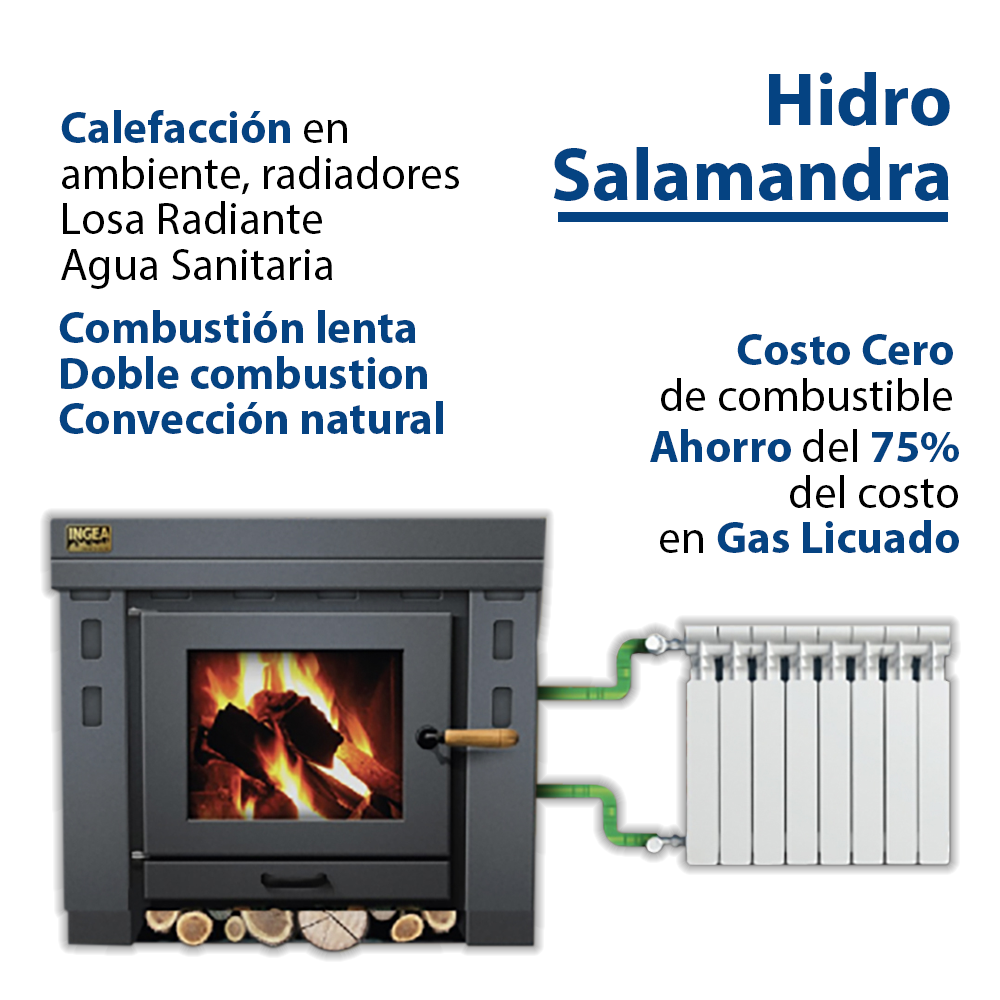 Hidro
Salamandra
Calefacción en
ambiente, radiadores
Losa Radiante
Agua Sanitaria
Combustión lenta
Doble combustion
Convección natural
Costo Cero
de combustible
Ahorro del 75%
del costo
en Gas Licuado
INGEA